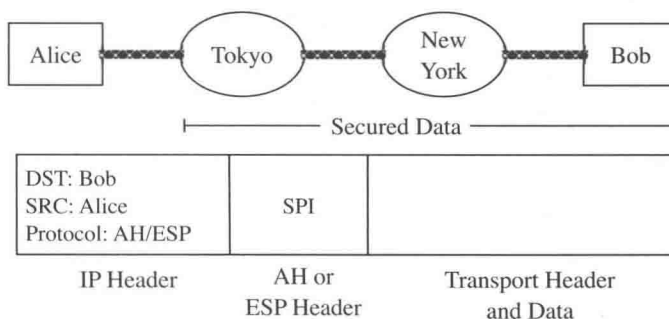 Alice
Tokyo
New
York
Bob
Secured Data
DST: Bob
SRC: Alice
Protocol: AH/ESP
SPI
IP Header
AH or
ESP Header
Transport Header
and Data